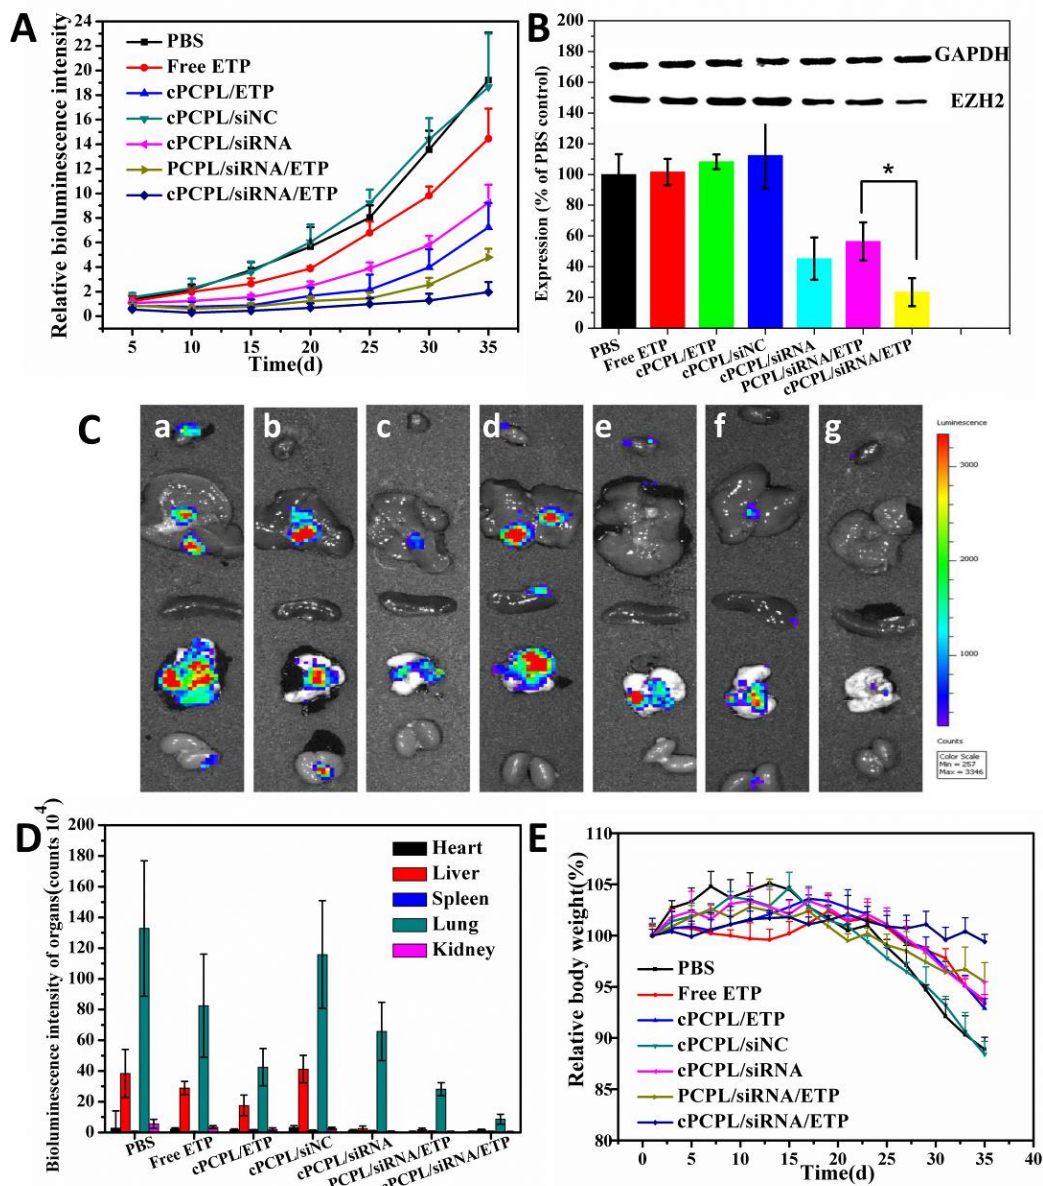 A
Relative bioluminescence intensity
24
22
20
18
16
14
12
10
8
6
4
2
0
PBS
Free ETP
cPCPL/ETP
cPCPL/siNC
cPCPL/siRNA
PCPL/siRNA/ETP
cPCPL/siRNA/ETP
5 10 15 20 25 30 35
Time(d)
B
Expression (% of PBS control)
200
180
160
140
120
100
80
60
40
20
0
GAPDH
EZH2
*
PBS
Free ETP
cPCPL/ETP
cPCPL/siNC
cPCPL/siRNA
PCPL/siRNA/ETP
cPCPL/siRNA/ETP
C
a b c d e f g
Luminescence
3000
2000
1000
Counts
Color Scale
Min = 257
Max = 3346
D
Bioluminescence intensity of organs(counts 10^4)
200
180
160
140
120
100
80
60
40
20
0
Heart
Liver
Spleen
Lung
Kidney
PBS
Free ETP
cPCPL/ETP
cPCPL/siNC
cPCPL/siRNA
PCPL/siRNA/ETP
cPCPL/siRNA/ETP
E
Relative body weight(%)
110
105
100
95
90
85
80
PBS
Free ETP
cPCPL/ETP
cPCPL/siNC
cPCPL/siRNA
PCPL/siRNA/ETP
cPCPL/siRNA/ETP
0 5 10 15 20 25 30 35 40
Time(d)